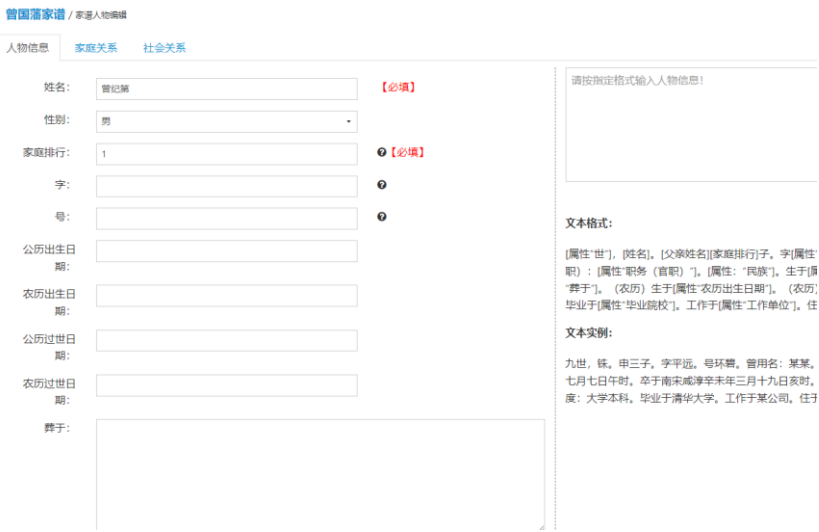 曾国藩家谱 / 家谱人物编辑
人物信息 家庭关系 社会关系
姓名： 曾纪第 【必填】
性别： 男
家庭排行： 1 【必填】
字：
号：
公历出生日
期：
农历出生日
期：
公历过世日
期：
农历过世日
期：
葬于：
请按指定格式输入人物信息！
文本格式：
[属性"世"]，[姓名]。[父亲姓名][家庭排行]子。字[属性"
职）：[属性"职务（官职）"]。[属性："民族"]。生于[属
"葬于"]。（农历）生于[属性"农历出生日期"]。（农历）
毕业于[属性"毕业院校"]。工作于[属性"工作单位"]。住
文本实例：
九世，铢。申三子。字平远。号环碧。曾用名：某某。
七月七日午时。卒于南宋咸淳辛未年三月十九日亥时。
度：大学本科。毕业于清华大学。工作于某公司。住于